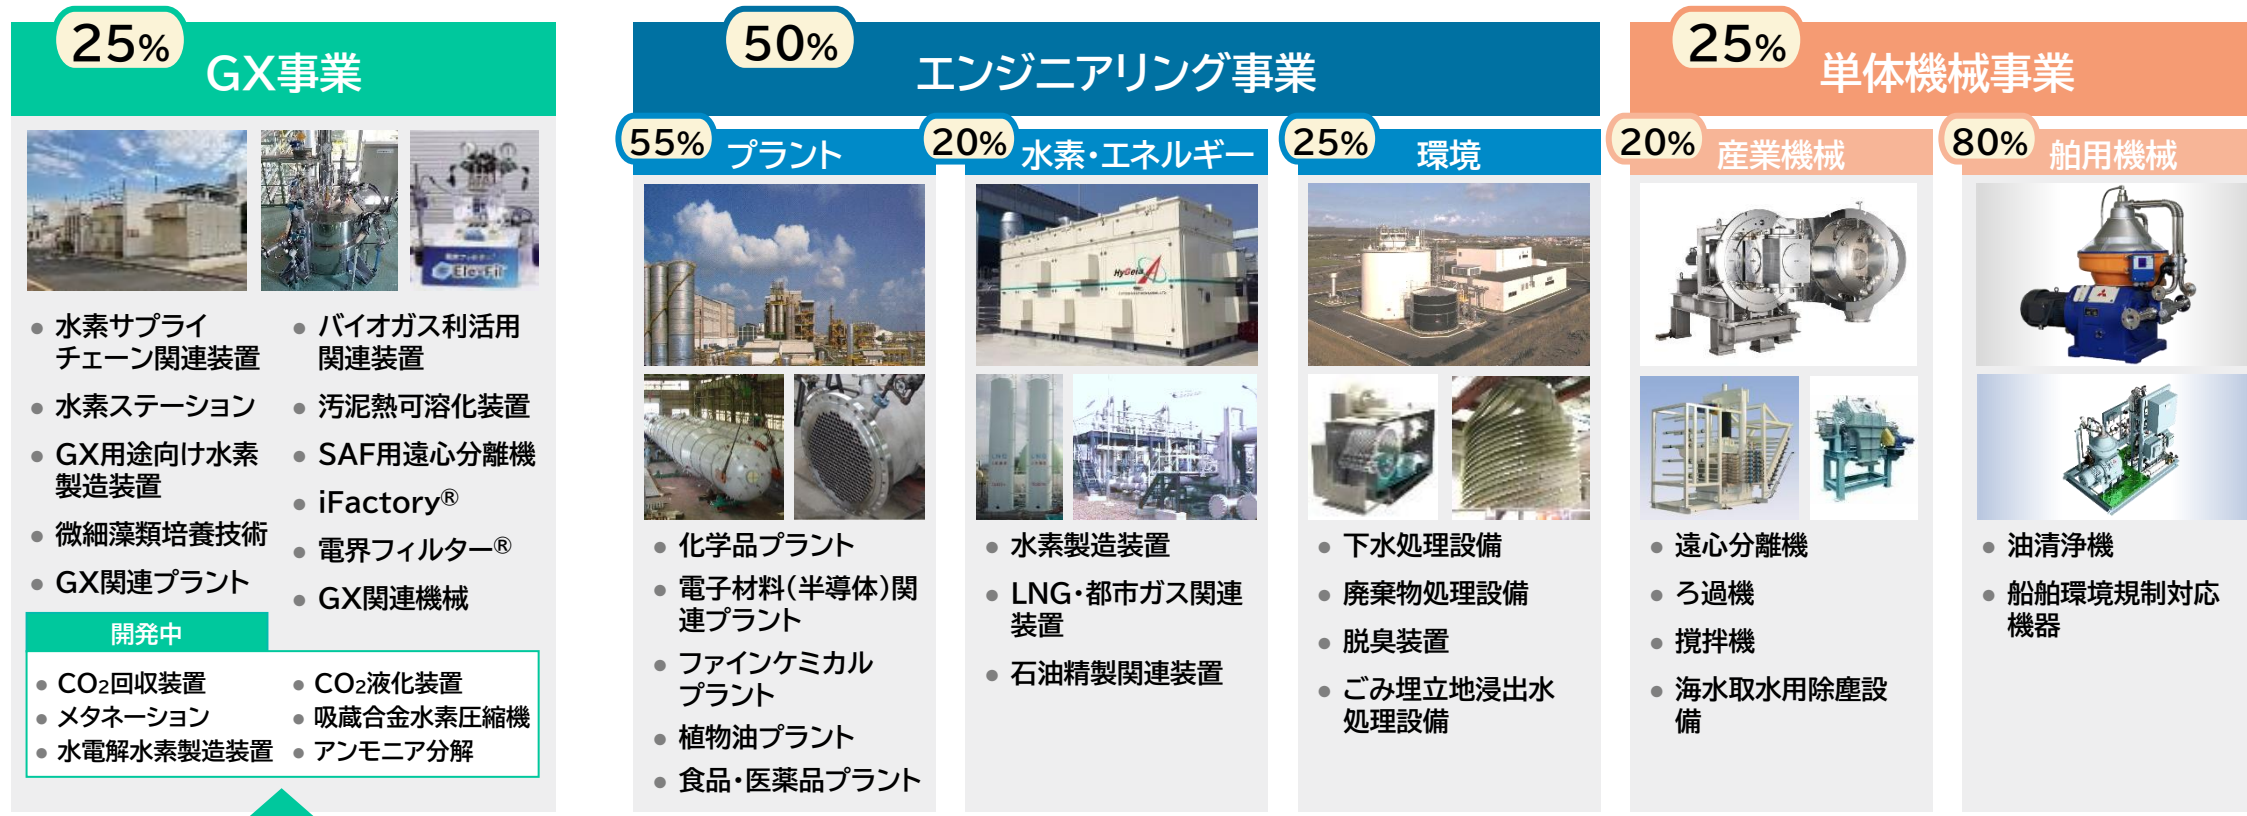 25%
GX事業
水素サプライ
チェーン関連装置
水素ステーション
GX用途向け水素
製造装置
微細藻類培養技術
GX関連プラント
バイオガス利活用
関連装置
汚泥熱可溶化装置
SAF用遠心分離機
iFactory®
電界フィルター®
GX関連機械
開発中
CO₂回収装置
メタネーション
水電解水素製造装置
CO₂液化装置
吸蔵合金水素圧縮機
アンモニア分解
50%
エンジニアリング事業
55%
プラント
化学品プラント
電子材料(半導体)関
連プラント
ファインケミカル
プラント
植物油プラント
食品・医薬品プラント
20%
水素・エネルギー
HyGeia A
LNG
水素製造装置
LNG・都市ガス関連
装置
石油精製関連装置
25%
環境
下水処理設備
廃棄物処理設備
脱臭装置
ごみ埋立地浸出水
処理設備
25%
単体機械事業
20%
産業機械
遠心分離機
ろ過機
撹拌機
海水取水用除塵設
備
80%
舶用機械
油清浄機
船舶環境規制対応
機器